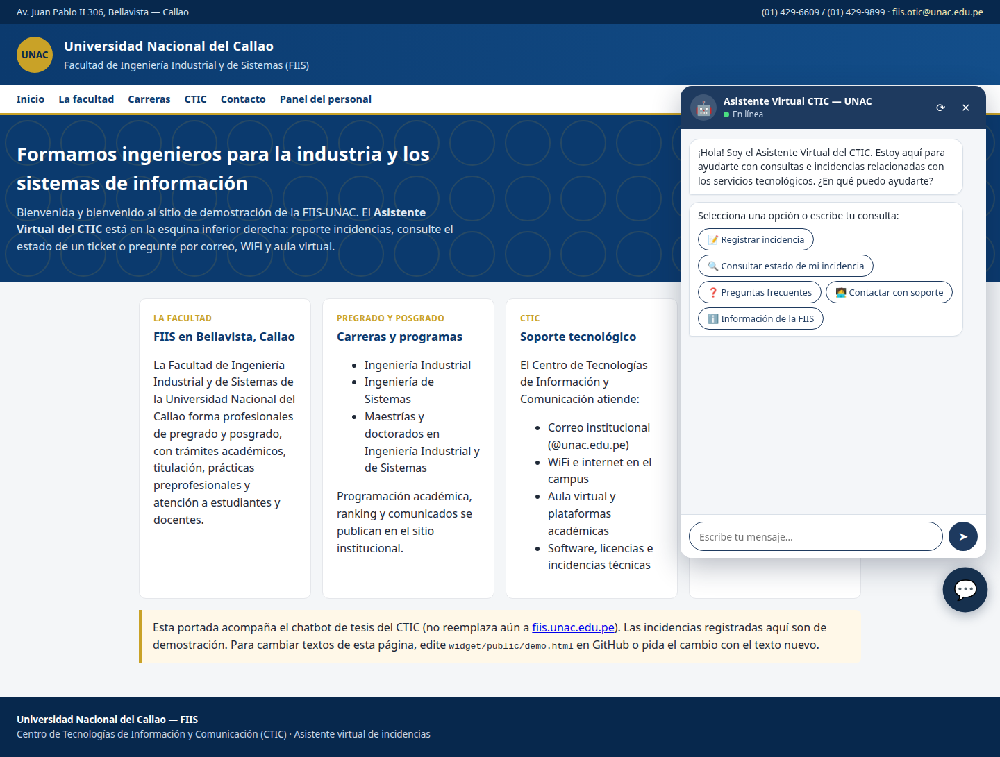 Av. Juan Pablo II 306, Bellavista — Callao
(01) 429-6609 / (01) 429-9899 · fiis.otic@unac.edu.pe
UNAC
Universidad Nacional del Callao
Facultad de Ingeniería Industrial y de Sistemas (FIIS)
Inicio La facultad Carreras CTIC Contacto Panel del personal
Formamos ingenieros para la industria y los
sistemas de información
Bienvenida y bienvenido al sitio de demostración de la FIIS-UNAC. El Asistente
Virtual del CTIC está en la esquina inferior derecha: reporte incidencias, consulte el
estado de un ticket o pregunte por correo, WiFi y aula virtual.
LA FACULTAD
FIIS en Bellavista, Callao
La Facultad de Ingeniería
Industrial y de Sistemas de
la Universidad Nacional del
Callao forma profesionales
de pregrado y posgrado,
con trámites académicos,
titulación, prácticas
preprofesionales y
atención a estudiantes y
docentes.
PREGRADO Y POSGRADO
Carreras y programas
Ingeniería Industrial
Ingeniería de
Sistemas
Maestrías y
doctorados en
Ingeniería Industrial y
de Sistemas
Programación académica,
ranking y comunicados se
publican en el sitio
institucional.
CTIC
Soporte tecnológico
El Centro de Tecnologías
de Información y
Comunicación atiende:
Correo institucional
(@unac.edu.pe)
WiFi e internet en el
campus
Aula virtual y
plataformas
académicas
Software, licencias e
incidencias técnicas
Asistente Virtual CTIC — UNAC
En línea
¡Hola! Soy el Asistente Virtual del CTIC. Estoy aquí para
ayudarte con consultas e incidencias relacionadas con
los servicios tecnológicos. ¿En qué puedo ayudarte?
Selecciona una opción o escribe tu consulta:
📝 Registrar incidencia
🔍 Consultar estado de mi incidencia
❓ Preguntas frecuentes
🧑‍💻 Contactar con soporte
ℹ️ Información de la FIIS
Escribe tu mensaje...
Esta portada acompaña el chatbot de tesis del CTIC (no reemplaza aún a fiis.unac.edu.pe). Las incidencias registradas aquí son de
demostración. Para cambiar textos de esta página, edite widget/public/demo.html en GitHub o pida el cambio con el texto nuevo.
Universidad Nacional del Callao — FIIS
Centro de Tecnologías de Información y Comunicación (CTIC) · Asistente virtual de incidencias